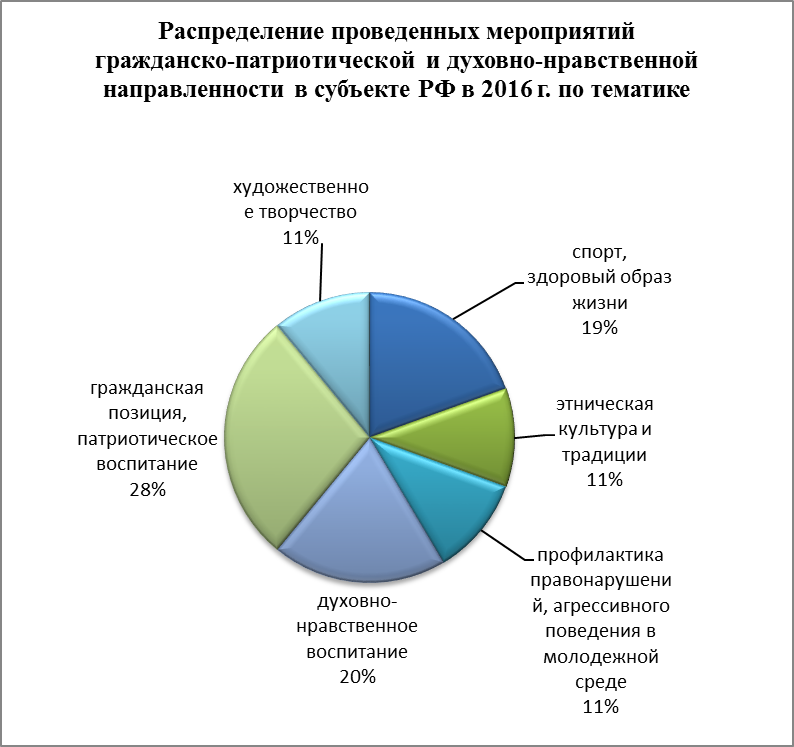 Распределение проведенных мероприятий
гражданско-патриотической и духовно-нравственной
направленности в субъекте РФ в 2016 г. по тематике
художественно
е творчество
11%
спорт,
здоровый образ
жизни
19%
этническая
культура и
традиции
11%
профилактика
правонарушени
й, агрессивного
поведения в
молодежной
среде
11%
духовно-
нравственное
воспитание
20%
гражданская
позиция,
патриотическое
воспитание
28%